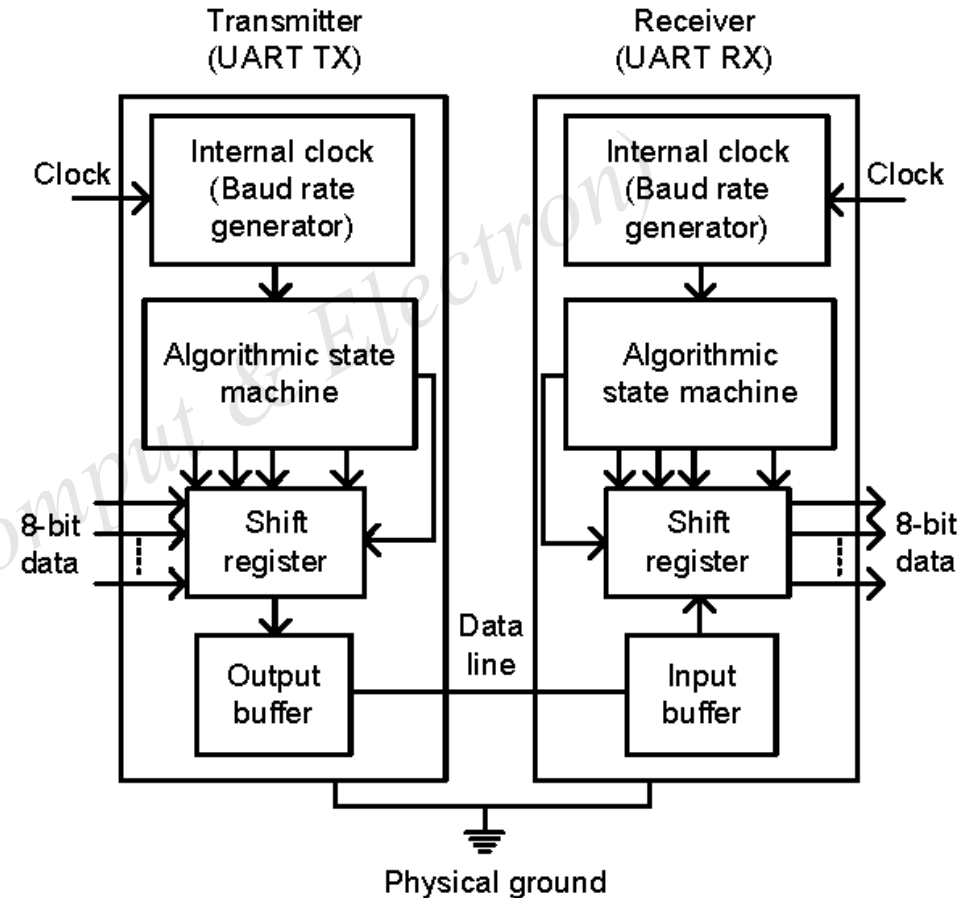 Transmitter
(UART TX)
Receiver
(UART RX)
Clock
Internal clock
(Baud rate
generator)
Internal clock
(Baud rate
generator)
Clock
Algorithmic state
machine
Algorithmic
state machine
8-bit
data
Shift
register
Shift
register
8-bit
data
Output
buffer
Data
line
Input
buffer
Physical ground
omput & Electron)